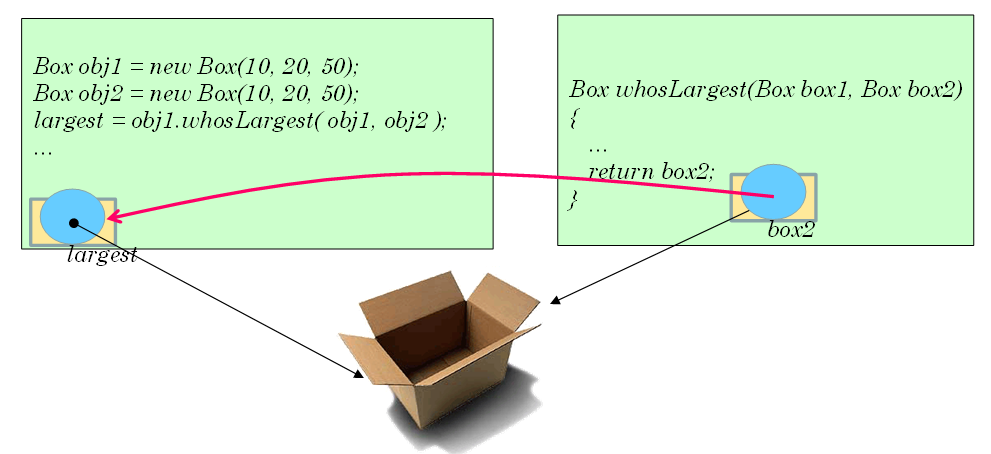 Box obj1 = new Box(10, 20, 50);
Box obj2 = new Box(10, 20, 50);
largest = obj1.whosLargest( obj1, obj2 );
...
largest
Box whosLargest(Box box1, Box box2)
{
...
return box2;
}
box2